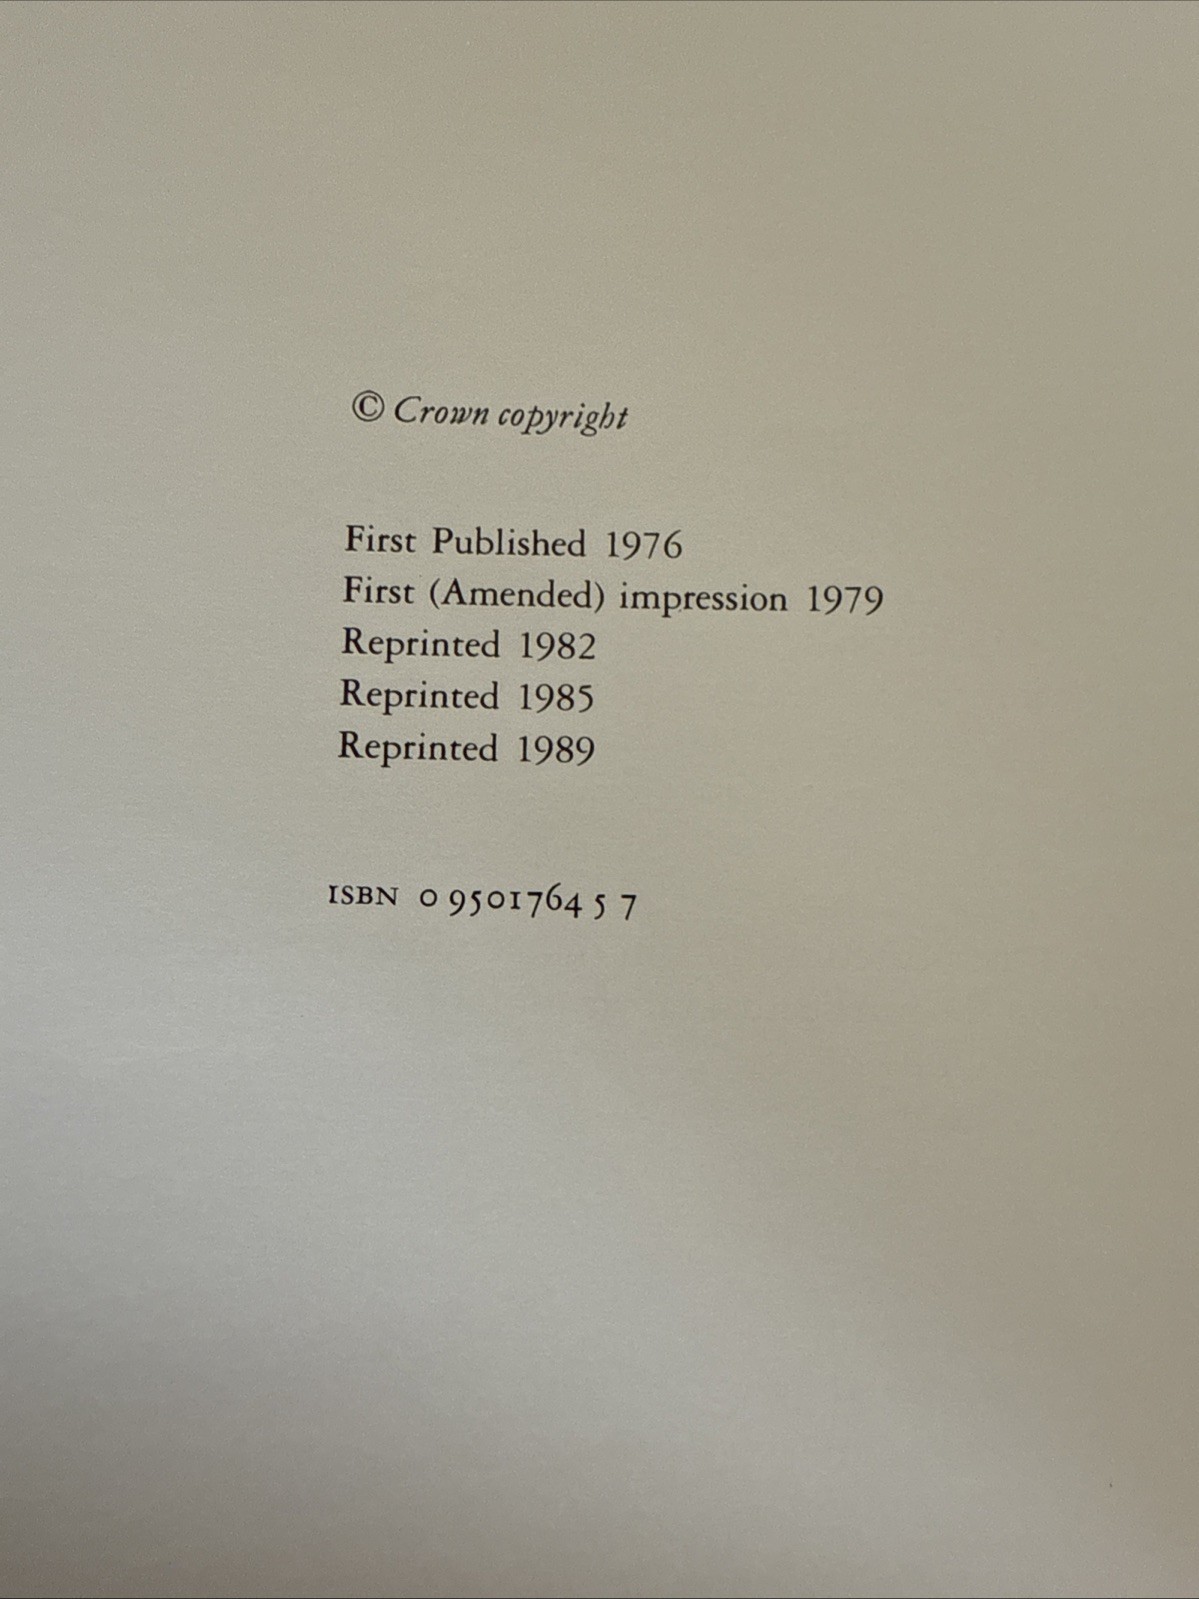 © Crown copyright
First Published 1976
First (Amended) impression 1979
Reprinted 1982
Reprinted 1985
Reprinted 1989
ISBN 0 9501764 5 7